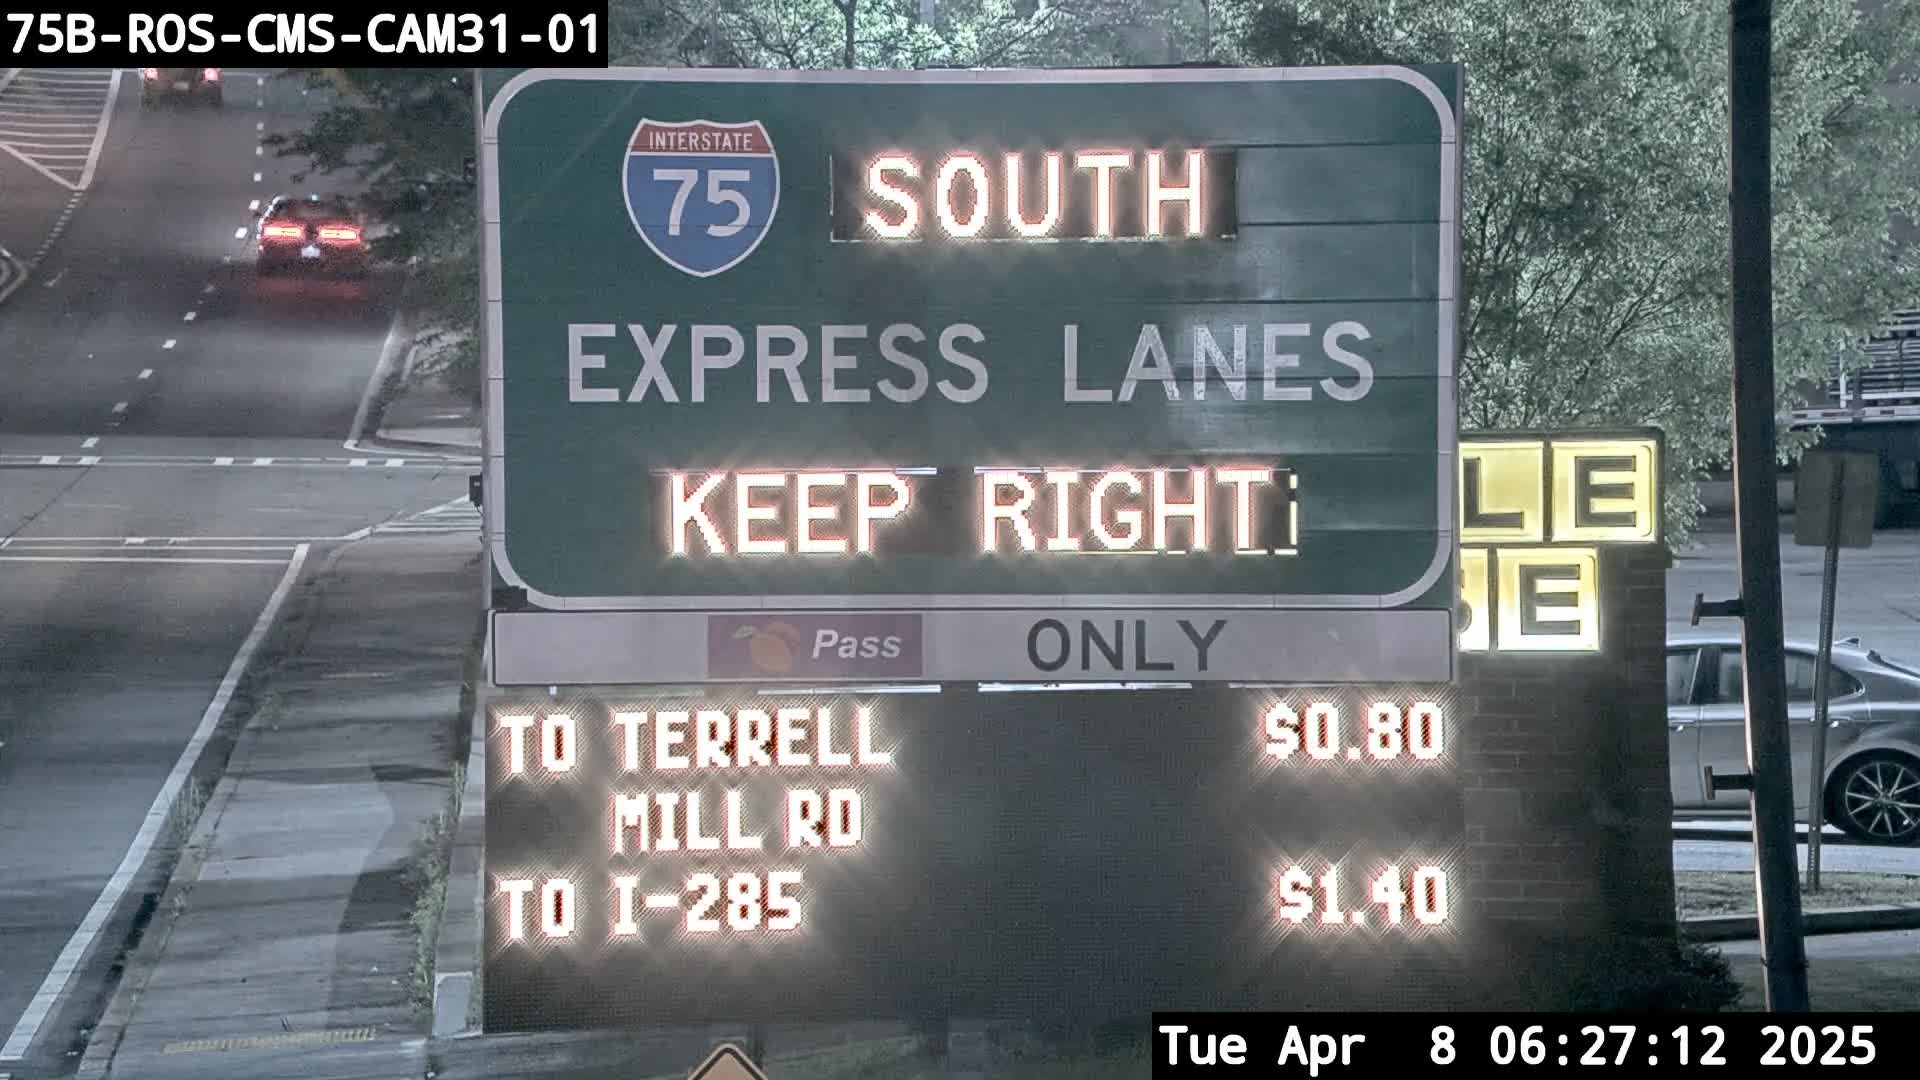 75B-ROS-CMS-CAM31-01
INTERSTATE
75
SOUTH
EXPRESS LANES
KEEP RIGHT
Pass ONLY
TO TERRELL $0.80
MILL RD
TO I-285 $1.40
LE
E
Tue Apr 8 06:27:12 2025